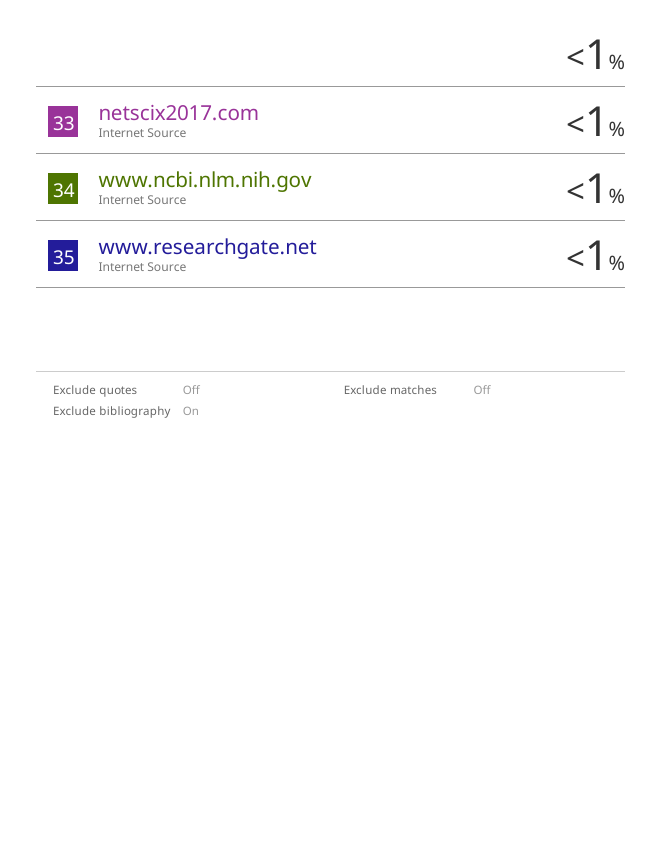 <1%
33 netscix2017.com <1%
Internet Source
34 www.ncbi.nlm.nih.gov <1%
Internet Source
35 www.researchgate.net <1%
Internet Source
Exclude quotes Off Exclude matches Off
Exclude bibliography On